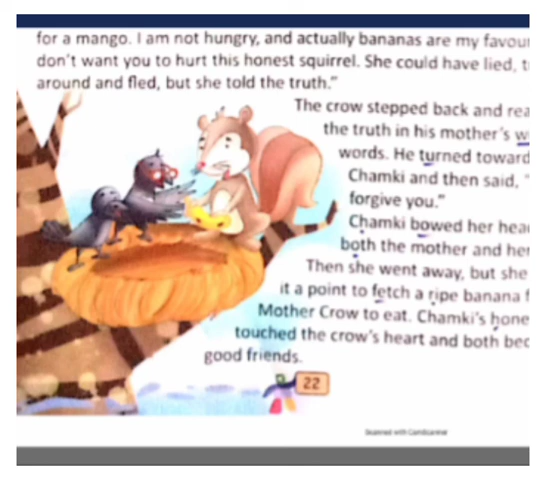 for a mango. I am not hungry, and actually bananas are my favou
don't want you to hurt this honest squirrel. She could have lied, t
around and fled, but she told the truth."
The crow stepped back and rea
the truth in his mother's w
words. He turned toward
Chamki and then said, "
forgive you."
Chamki bowed her hea
both the mother and he
Then she went away, but she
it a point to fetch a ripe banana f
Mother Crow to eat. Chamki's hone
touched the crow's heart and both bec
good friends.
22
Scanned with CamScanner